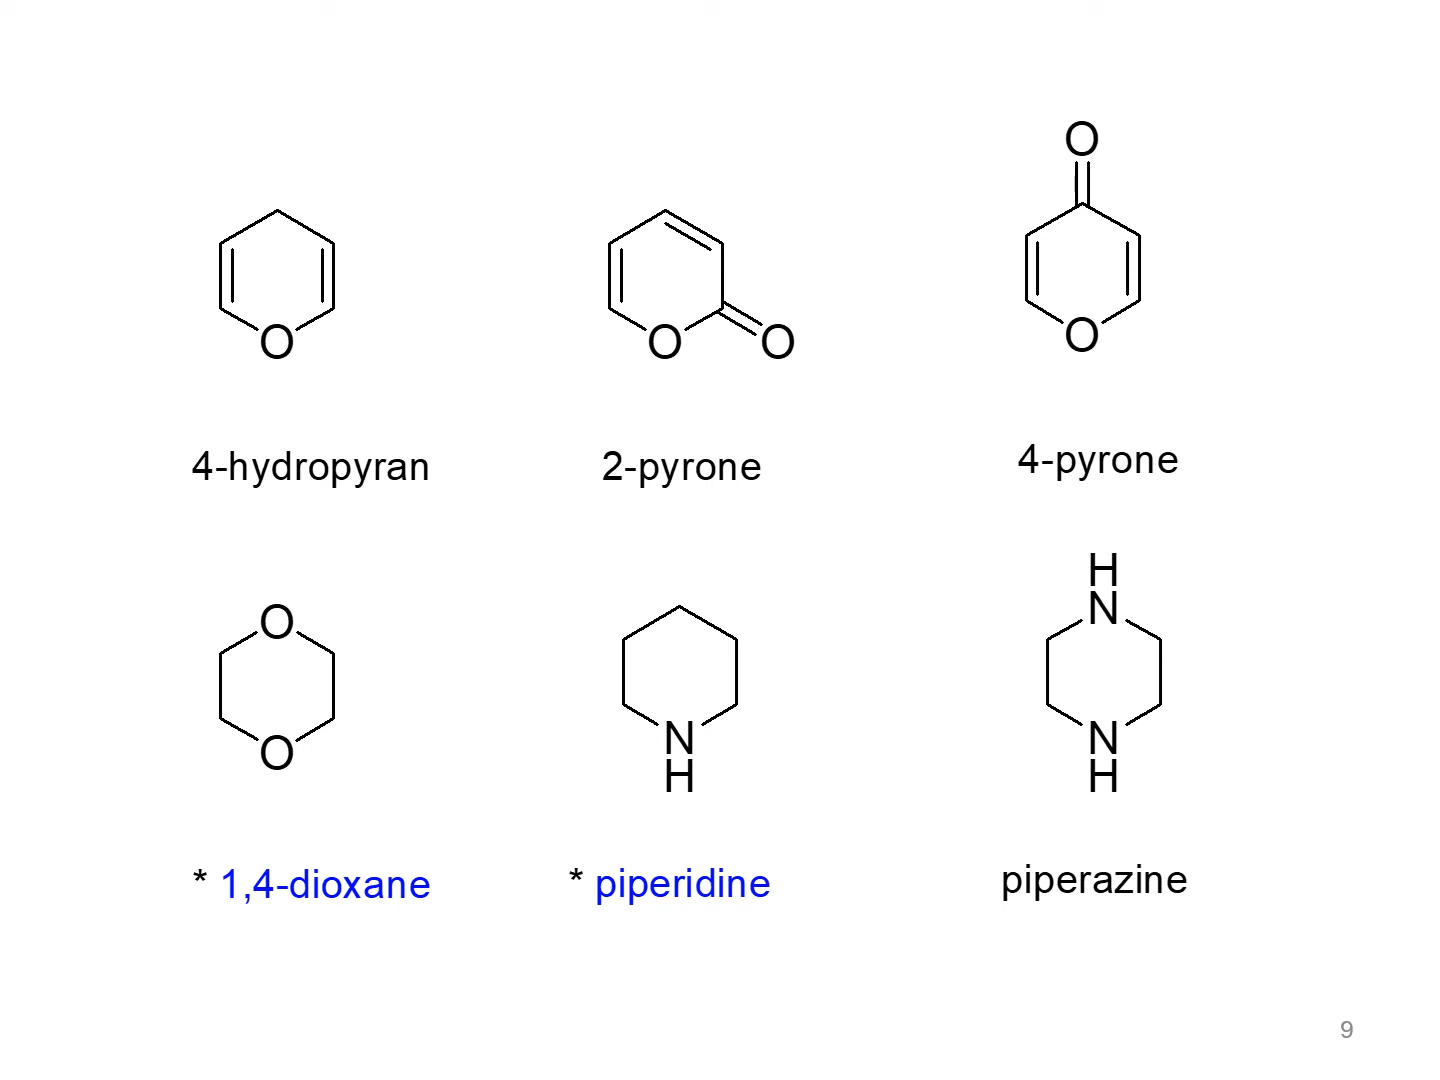 O
O
O
O
O
4-hydropyran
2-pyrone
4-pyrone
H
N
O
O
N
H
N
H
* 1,4-dioxane
* piperidine
piperazine
9